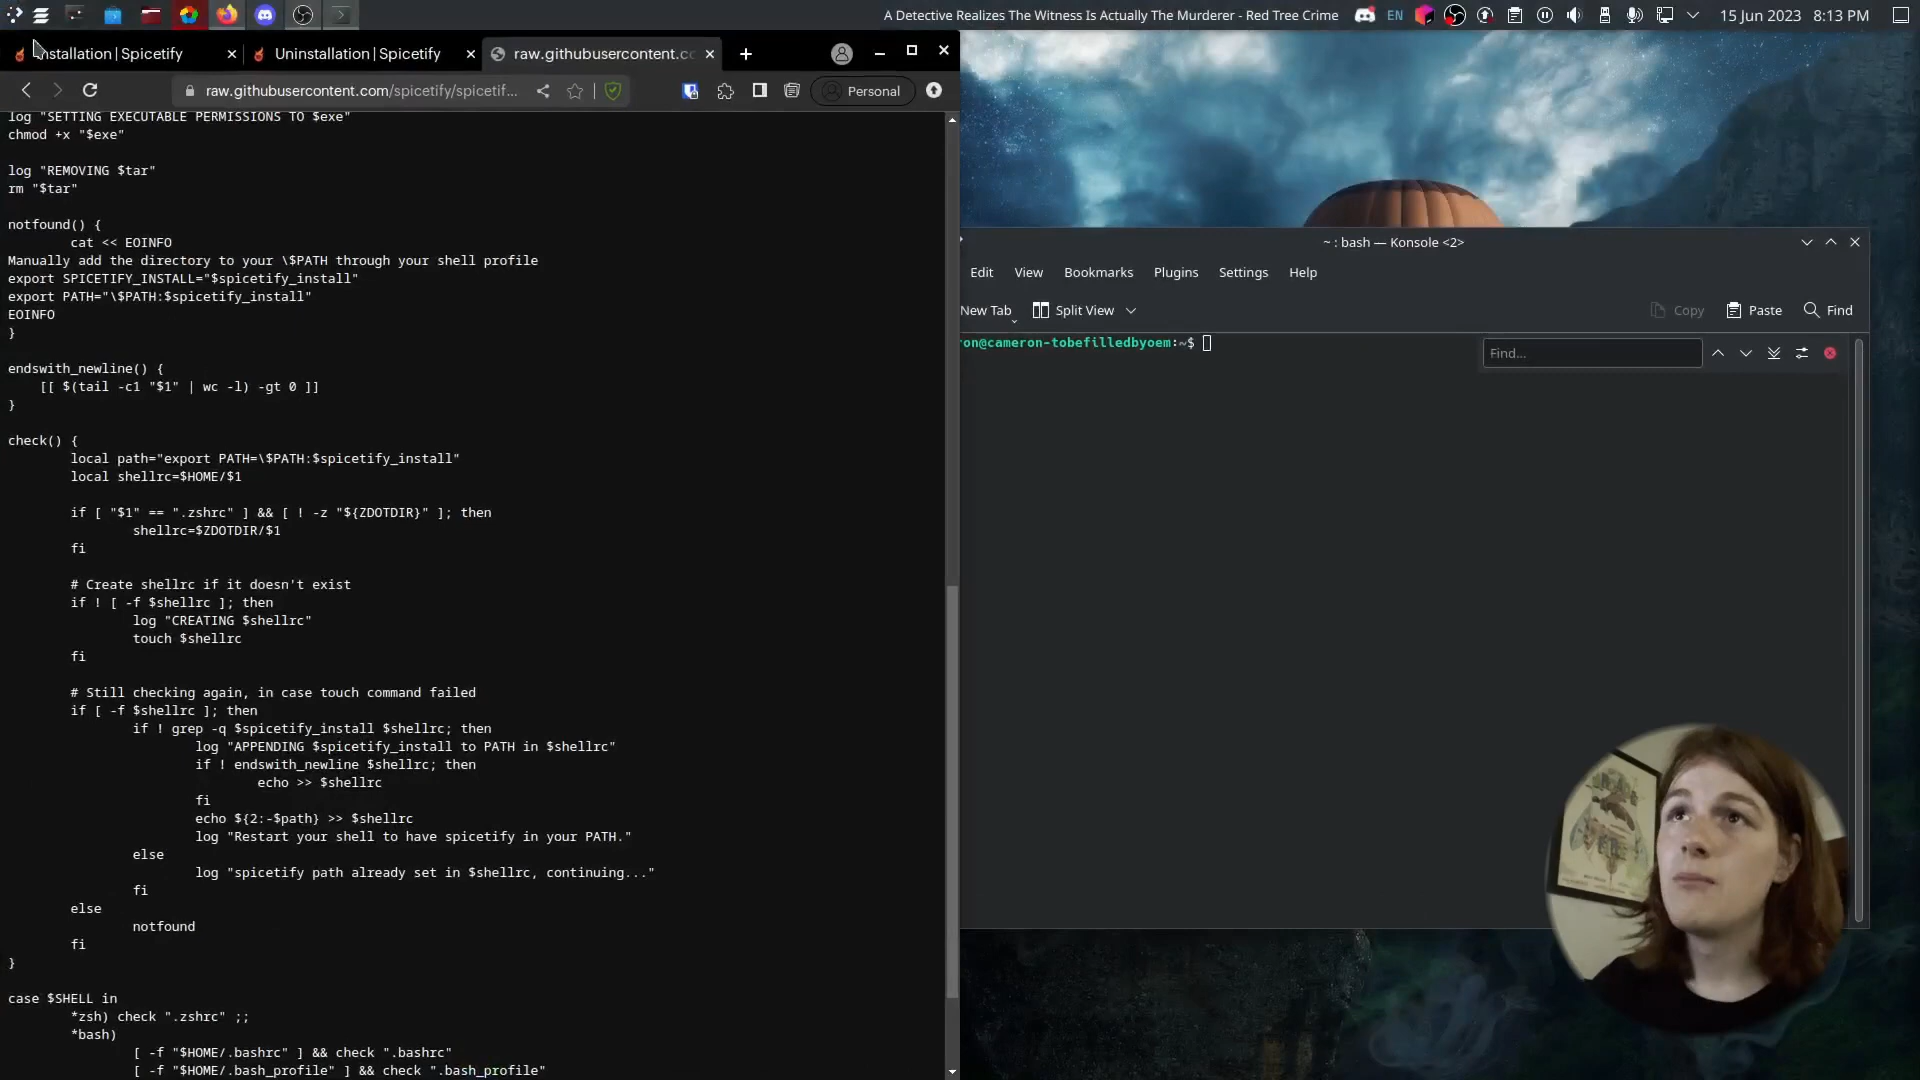 A Detective Realizes The Witness Is Actually The Murderer - Red Tree Crime
EN
15 Jun 2023 8:13 PM
Installation | Spicetify
Uninstallation | Spicetify
raw.githubusercontent.co
raw.githubusercontent.com/spicetify/spicetif...
Personal
log "SETTING EXECUTABLE PERMISSIONS TO $exe"
chmod +x "$exe"
log "REMOVING $tar"
rm "$tar"
notfound() {
cat << EOINFO
Manually add the directory to your \$PATH through your shell profile
export SPICETIFY_INSTALL="$spicetify_install"
export PATH="\$PATH:$spicetify_install"
EOINFO
}
endswith_newline() {
[[ $(tail -c1 "$1" | wc -l) -gt 0 ]]
}
check() {
local path="export PATH=\$PATH:$spicetify_install"
local shellrc=$HOME/$1
if [ "$1" == ".zshrc" ] && [ ! -z "${ZDOTDIR}" ]; then
shellrc=$ZDOTDIR/$1
fi
# Create shellrc if it doesn't exist
if ! [ -f $shellrc ]; then
log "CREATING $shellrc"
touch $shellrc
fi
# Still checking again, in case touch command failed
if [ -f $shellrc ]; then
if ! grep -q $spicetify_install $shellrc; then
log "APPENDING $spicetify_install to PATH in $shellrc"
if ! endswith_newline $shellrc; then
echo >> $shellrc
fi
echo ${2:-$path} >> $shellrc
log "Restart your shell to have spicetify in your PATH."
else
log "spicetify path already set in $shellrc, continuing..."
fi
else
notfound
fi
}
case $SHELL in
*zsh) check ".zshrc" ;;
*bash)
[ -f "$HOME/.bashrc" ] && check ".bashrc"
[ -f "$HOME/.bash_profile" ] && check ".bash_profile"
~ : bash — Konsole <2>
Edit View Bookmarks Plugins Settings Help
New Tab Split View Copy Paste Find
ron@cameron-tobefilledbyoem:~$
Find...